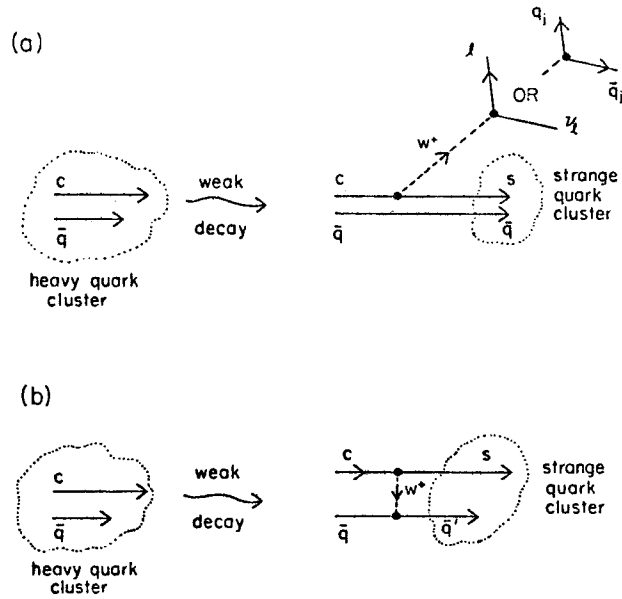 (a)
q_j
q̄_j
l
OR
ν_l
w⁺
c
q̄
heavy quark
cluster
weak
decay
c
s
q̄
q̄
strange
quark
cluster
(b)
c
q̄
heavy quark
cluster
weak
decay
c
s
w⁺
q̄
q̄'
strange
quark
cluster